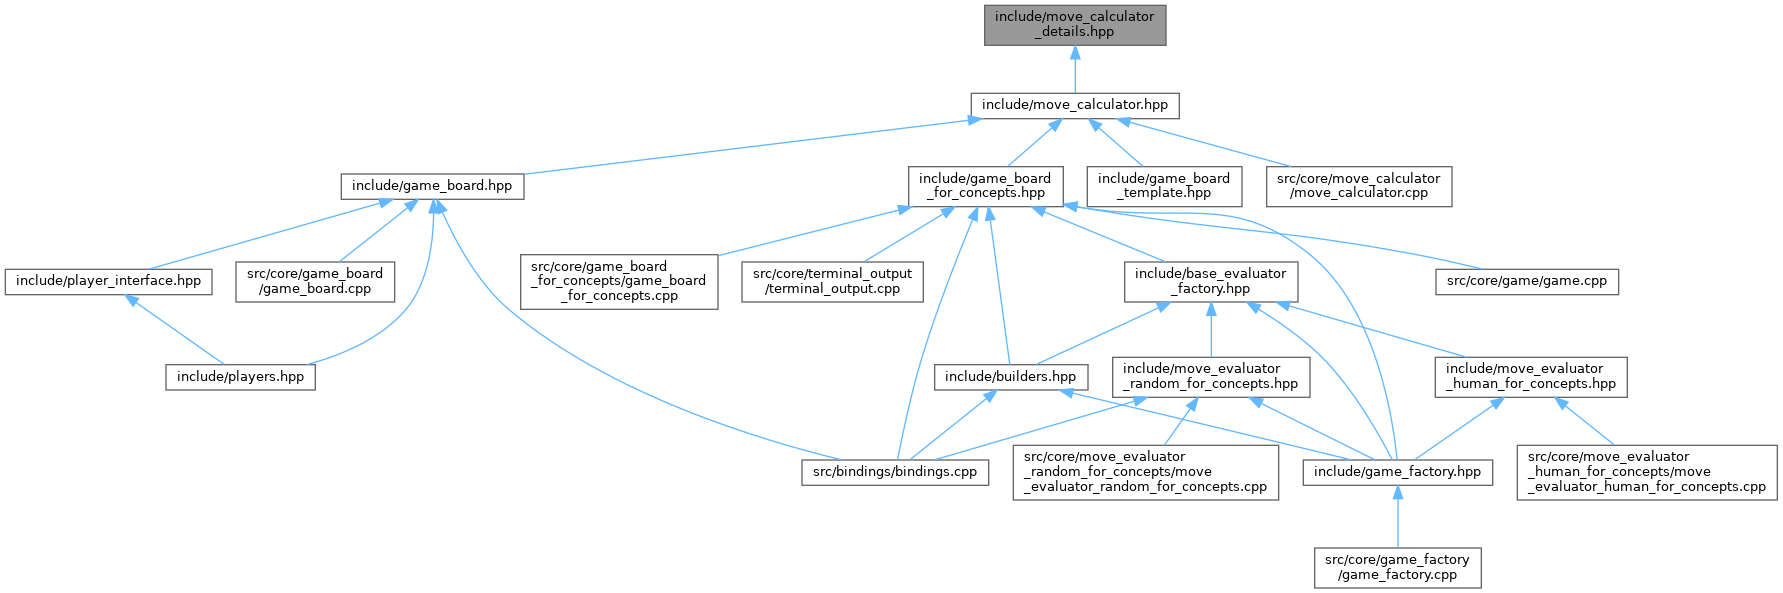 include/move_calculator
_details.hpp
include/move_calculator.hpp
include/game_board.hpp
include/game_board
_for_concepts.hpp
include/game_board
_template.hpp
src/core/move_calculator
/move_calculator.cpp
include/player_interface.hpp
src/core/game_board
/game_board.cpp
src/core/game_board
_for_concepts/game_board
_for_concepts.cpp
src/core/terminal_output
/terminal_output.cpp
include/base_evaluator
_factory.hpp
src/core/game/game.cpp
include/players.hpp
include/builders.hpp
include/move_evaluator
_random_for_concepts.hpp
include/move_evaluator
_human_for_concepts.hpp
src/bindings/bindings.cpp
src/core/move_evaluator
_random_for_concepts/move
_evaluator_random_for_concepts.cpp
include/game_factory.hpp
src/core/move_evaluator
_human_for_concepts/move
_evaluator_human_for_concepts.cpp
src/core/game_factory
/game_factory.cpp